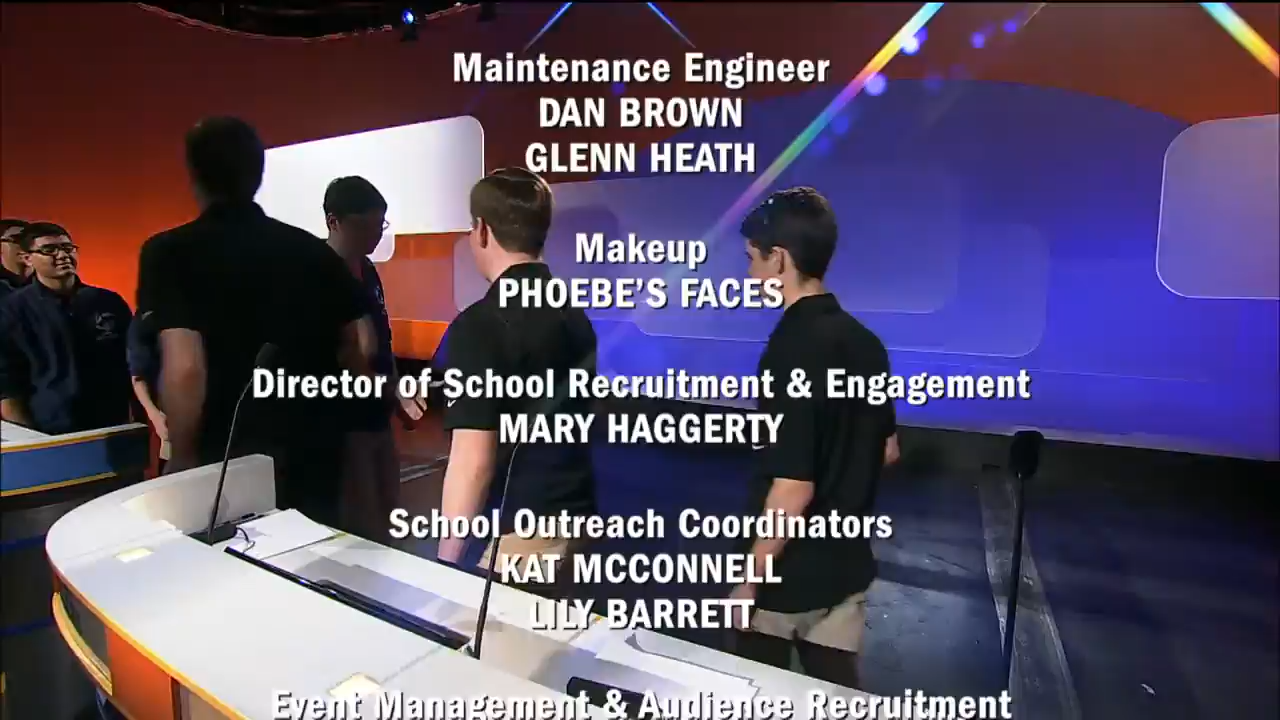 Maintenance Engineer
DAN BROWN
GLENN HEATH
Makeup
PHOEBE'S FACES
Director of School Recruitment & Engagement
MARY HAGGERTY
School Outreach Coordinators
KAT MCCONNELL
LILY BARRETT
Event Management & Audience Recruitment